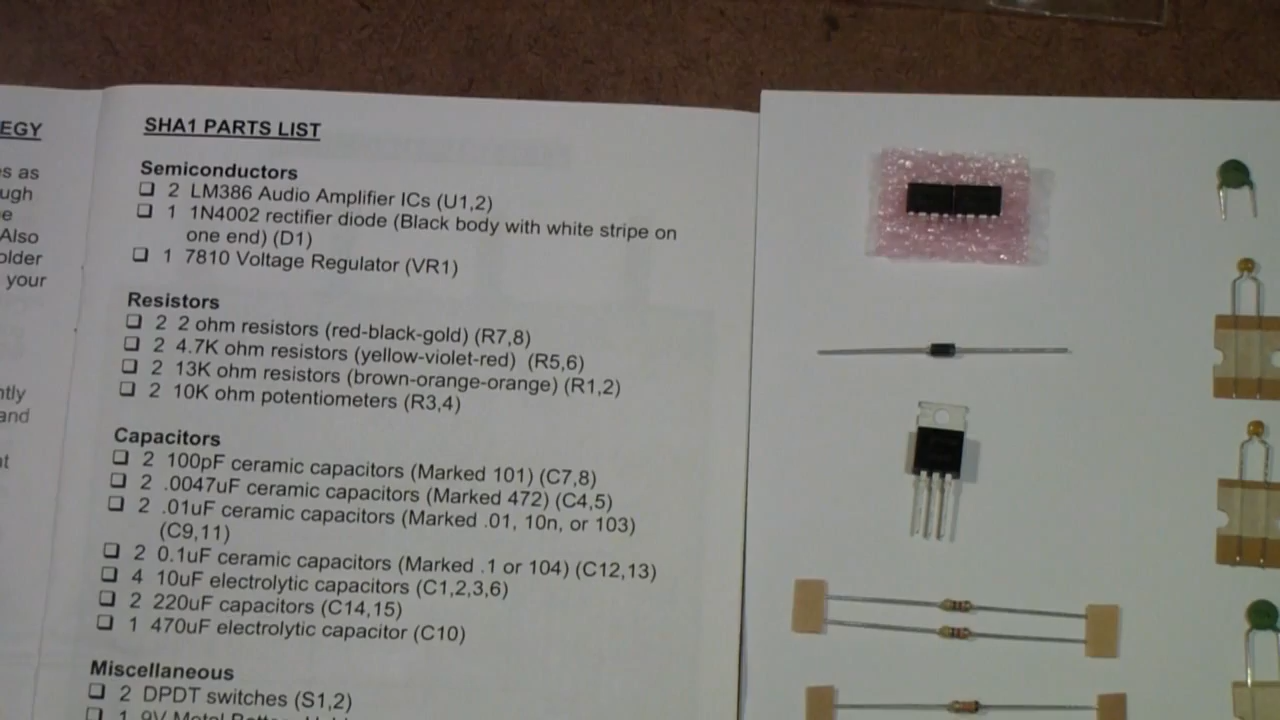 EGY
s as
ugh
e
Also
older
your
ntly
and
SHA1 PARTS LIST
Semiconductors
❑ 2 LM386 Audio Amplifier ICs (U1,2)
❑ 1 1N4002 rectifier diode (Black body with white stripe on
one end) (D1)
❑ 1 7810 Voltage Regulator (VR1)
Resistors
❑ 2 2 ohm resistors (red-black-gold) (R7,8)
❑ 2 4.7K ohm resistors (yellow-violet-red) (R5,6)
❑ 2 13K ohm resistors (brown-orange-orange) (R1,2)
❑ 2 10K ohm potentiometers (R3,4)
Capacitors
❑ 2 100pF ceramic capacitors (Marked 101) (C7,8)
❑ 2 .0047uF ceramic capacitors (Marked 472) (C4,5)
❑ 2 .01uF ceramic capacitors (Marked .01, 10n, or 103)
(C9,11)
❑ 2 0.1uF ceramic capacitors (Marked .1 or 104) (C12,13)
❑ 4 10uF electrolytic capacitors (C1,2,3,6)
❑ 2 220uF capacitors (C14,15)
❑ 1 470uF electrolytic capacitor (C10)
Miscellaneous
❑ 2 DPDT switches (S1,2)
❑ 1 9V Metal